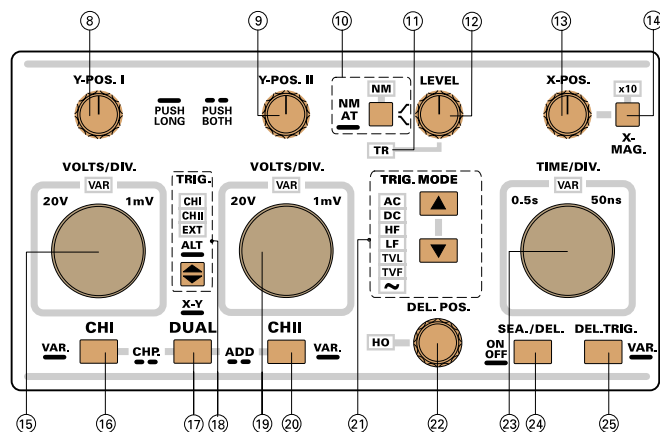 8 9 10 11 12 13 14
Y-POS. I
PUSH LONG
PUSH BOTH
Y-POS. II
NM AT
NM
LEVEL
TR
X-POS.
x10
X-MAG.
VOLTS/DIV.
VAR
20V 1mV
TRIG.
CHI
CHII
EXT
ALT
X-Y
VOLTS/DIV.
VAR
20V 1mV
TRIG. MODE
AC
DC
HF
LF
TVL
TVF
~
TIME/DIV.
VAR
0.5s 50ns
VAR.
CHI
CHP.
DUAL
ADD
CHII
VAR.
HO
DEL. POS.
ON OFF
SEA./DEL.
DEL.TRIG.
VAR.
15 16 17 18 19 20 21 22 23 24 25